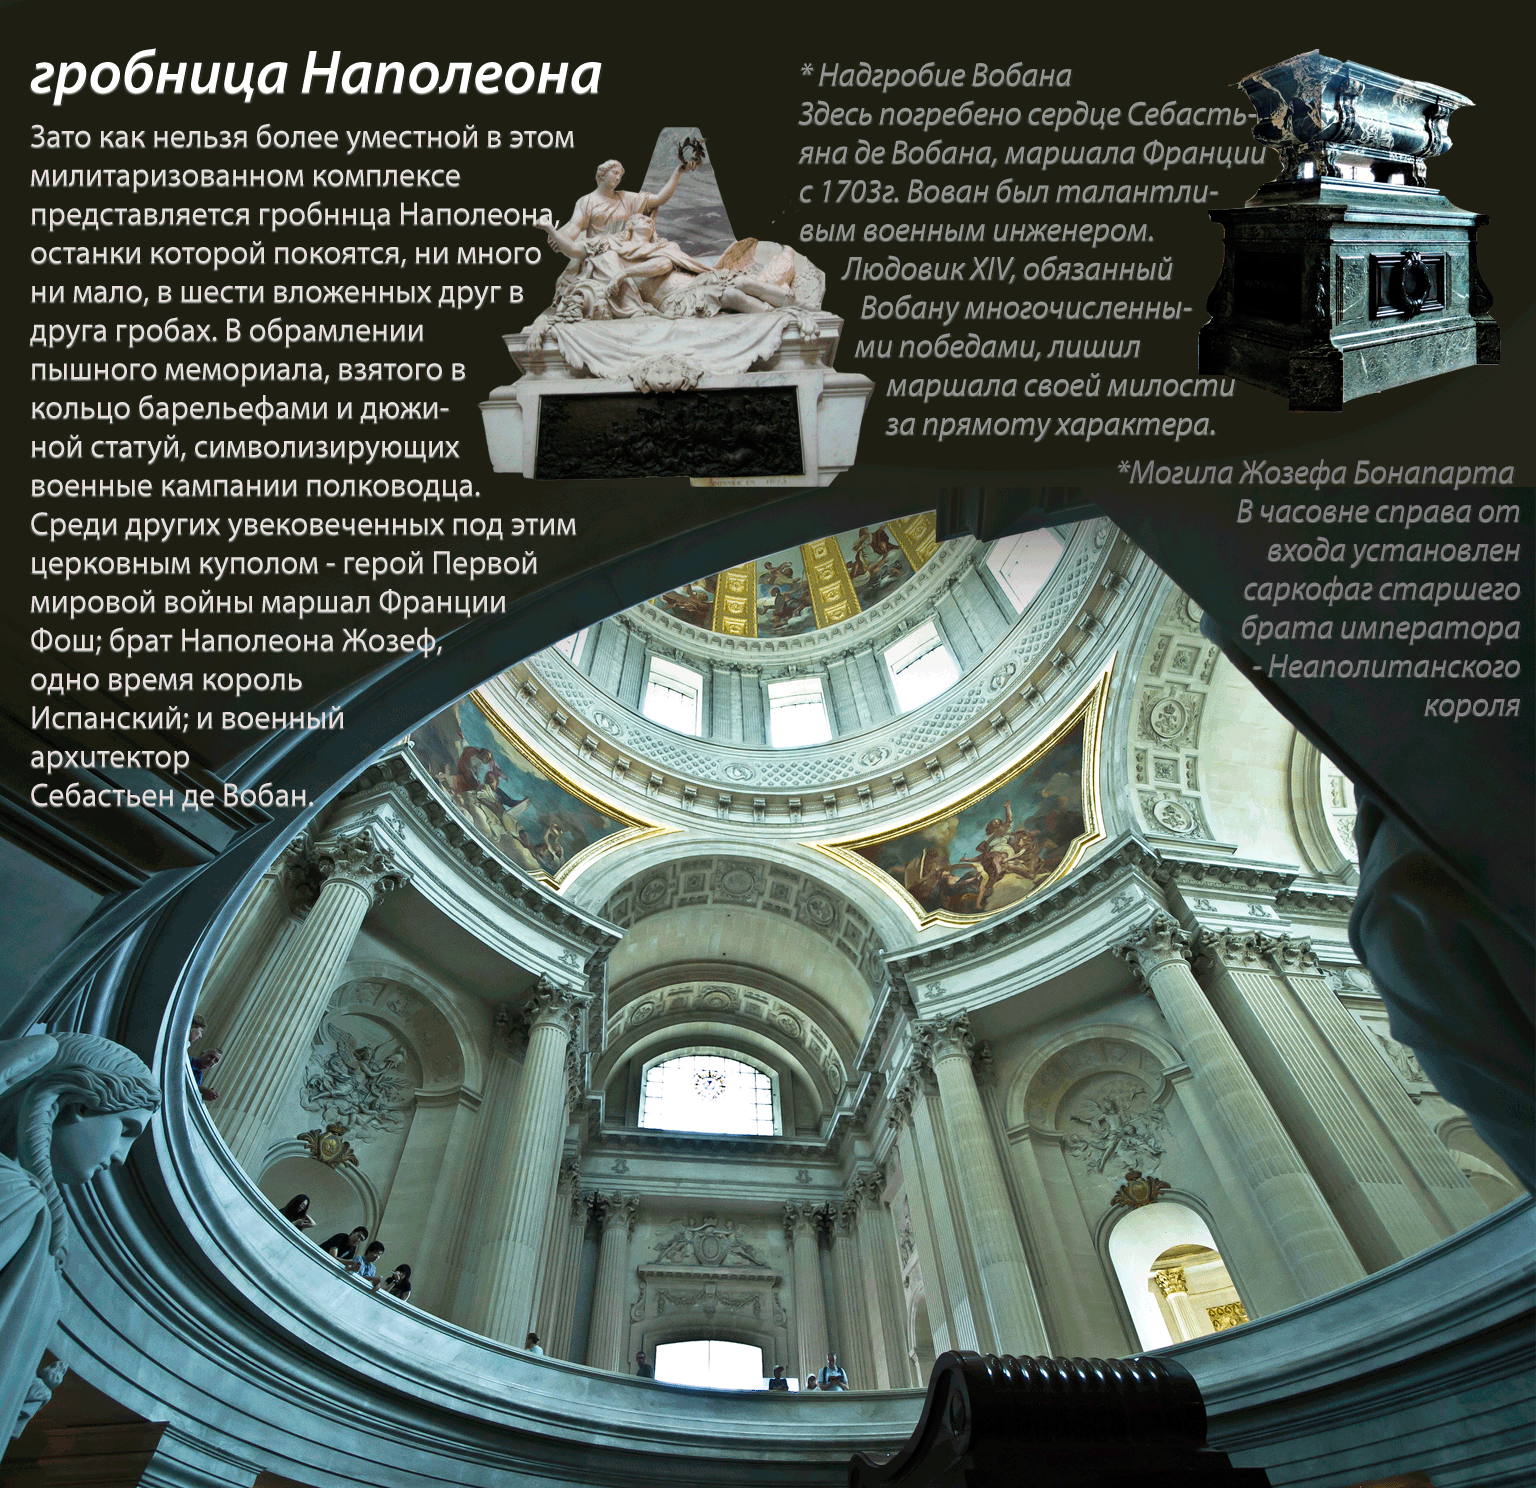 гробница Наполеона
Зато как нельзя более уместной в этом
милитаризованном комплексе
представляется гробннца Наполеона,
останки которой покоятся, ни много
ни мало, в шести вложенных друг в
друга гробах. В обрамлении
пышного мемориала, взятого в
кольцо барельефами и дюжи-
ной статуй, символизирующих
военные кампании полководца.
Среди других увековеченных под этим
церковным куполом - герой Первой
мировой войны маршал Франции
Фош; брат Наполеона Жозеф,
одно время король
Испанский; и военный
архитектор
Себастьен де Вобан.
* Надгробие Вобана
Здесь погребено сердце Себасть-
яна де Вобана, маршала Франции
с 1703г. Вован был талантли-
вым военным инженером.
Людовик XIV, обязанный
Вобану многочисленны-
ми победами, лишил
маршала своей милости
за прямоту характера.
*Могила Жозефа Бонапарта
В часовне справа от
входа установлен
саркофаг старшего
брата императора
- Неаполитанского
короля